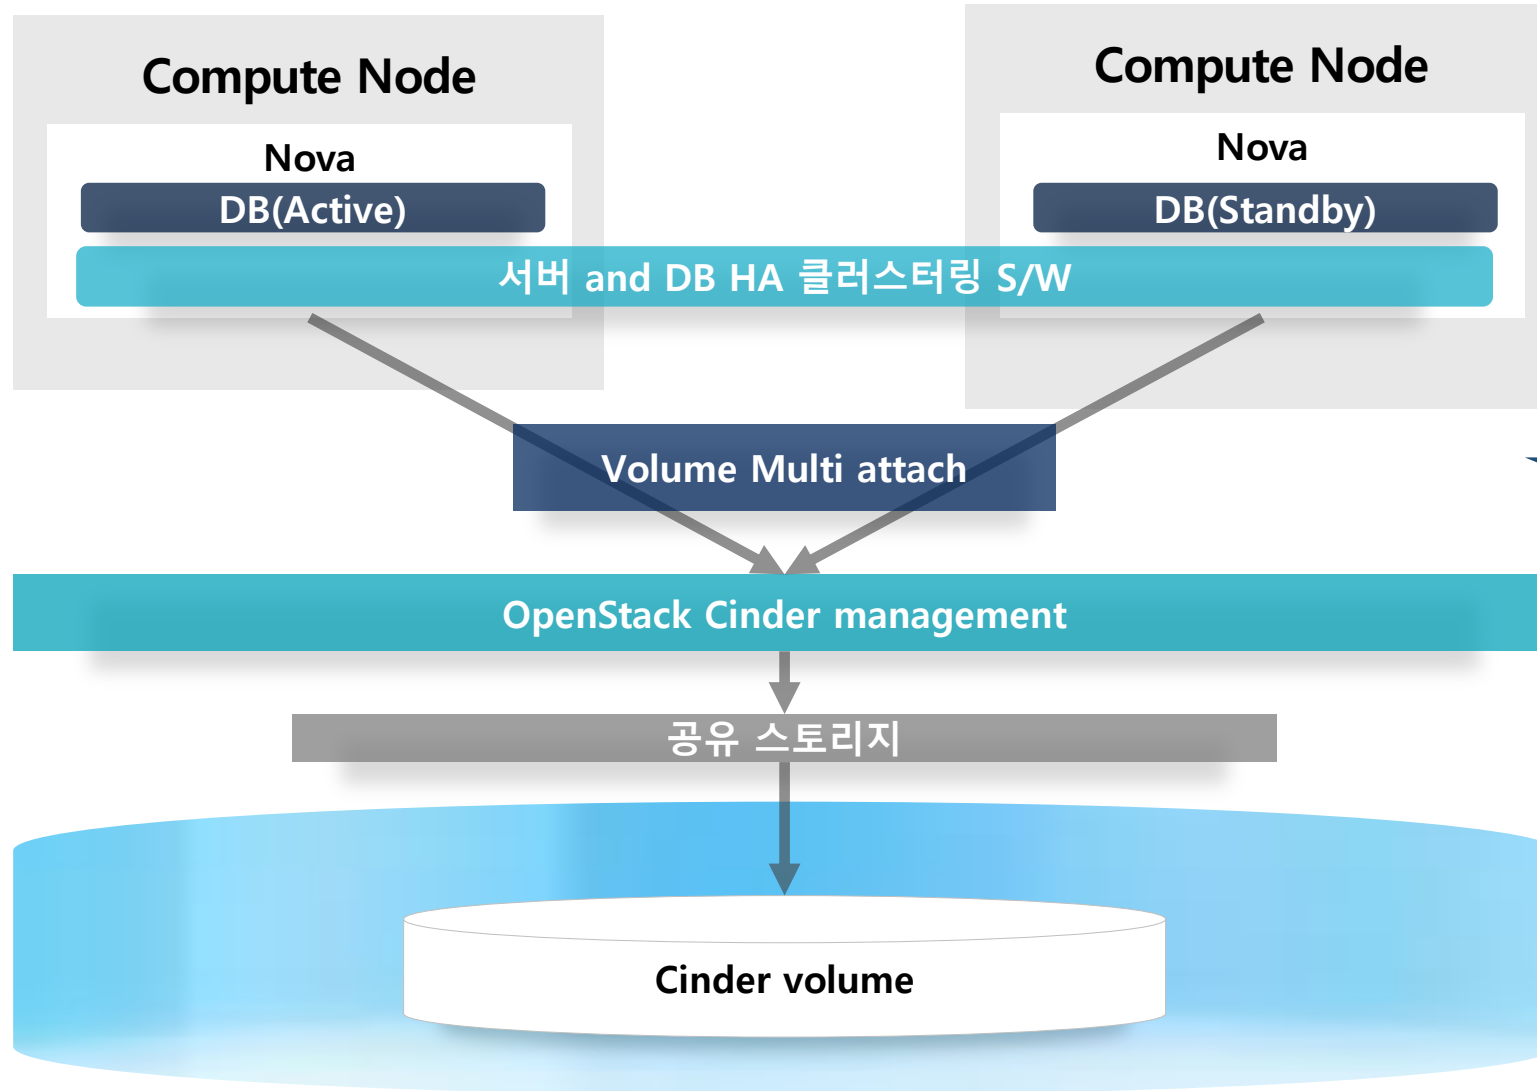 Compute Node
Compute Node
Nova
Nova
DB(Active)
DB(Standby)
서버 and DB HA 클러스터링 S/W
Volume Multi attach
OpenStack Cinder management
공유 스토리지
Cinder volume